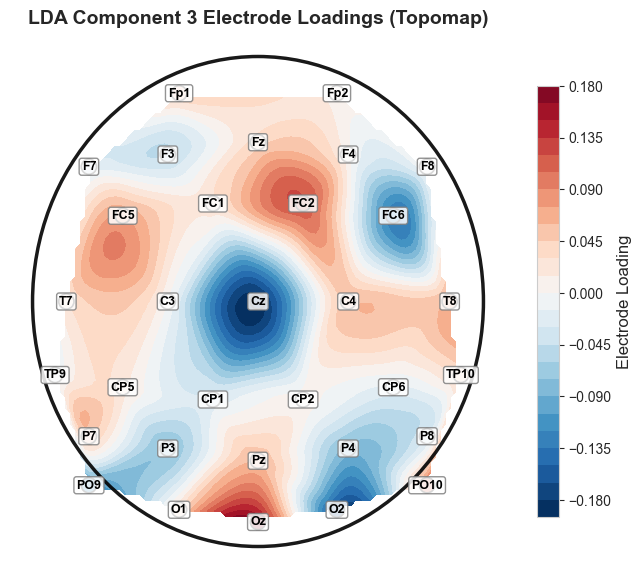 LDA Component 3 Electrode Loadings (Topomap)
Fp1 Fp2
Fz
F3 F4
F7 F8
FC1 FC2
FC5 FC6
T7 C3 Cz C4 T8
TP9 TP10
CP5 CP6
CP1 CP2
P7 P8
P3 P4
Pz
PO9 PO10
O1 O2
Oz
0.180
0.135
0.090
0.045
0.000
−0.045
−0.090
−0.135
−0.180
Electrode Loading